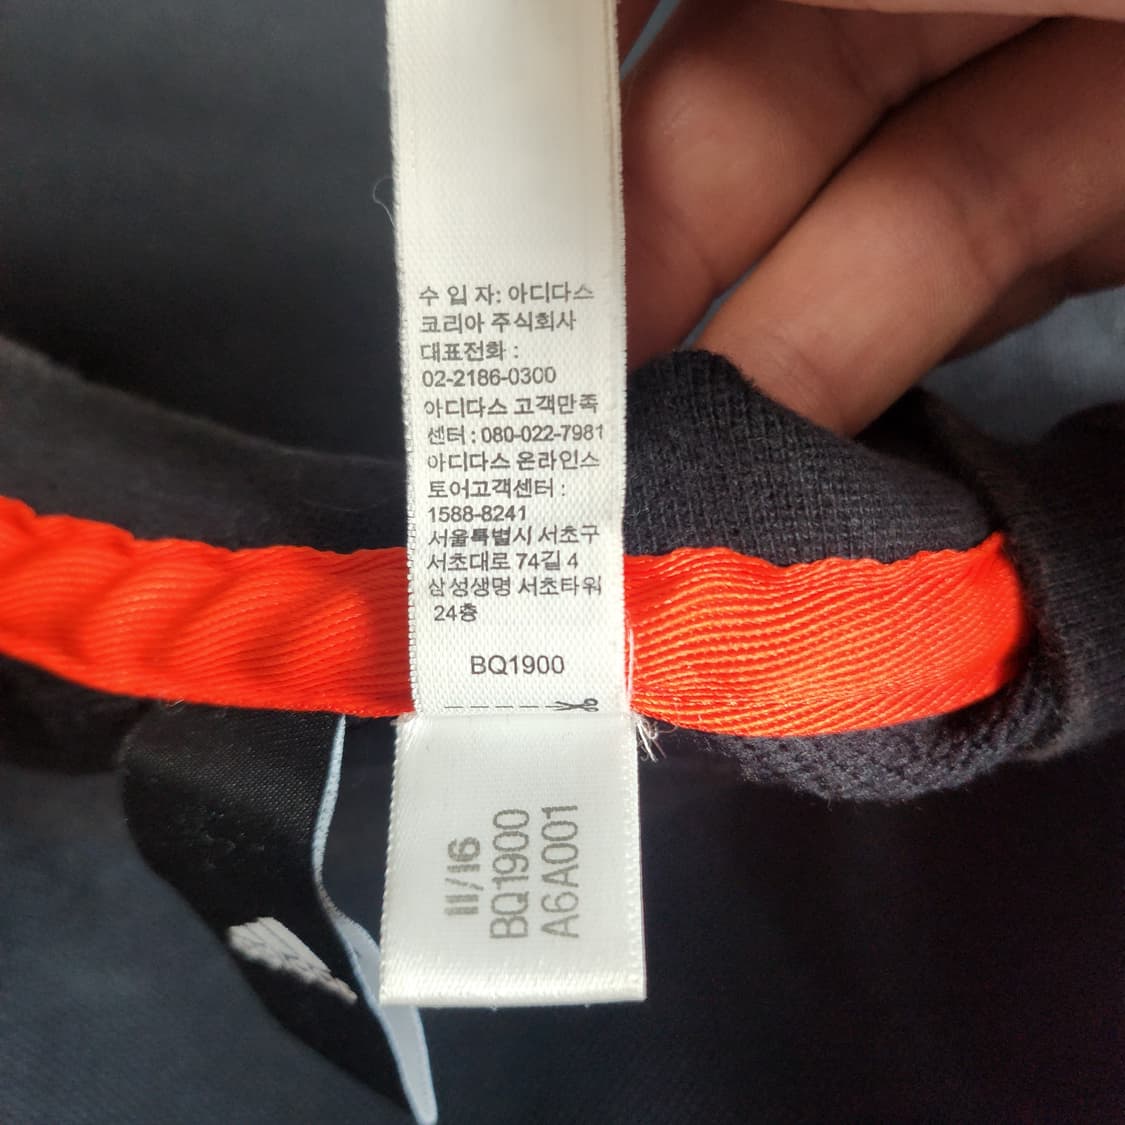 수 입 자: 아디다스
코리아 주식회사
대표전화 :
02-2186-0300
아디다스 고객만족
센터 : 080-022-7981
아디다스 온라인스
토어고객센터 :
1588-8241
서울특별시 서초구
서초대로 74길 4
삼성생명 서초타워
24층
BQ1900
11/16
BQ1900
A6A001